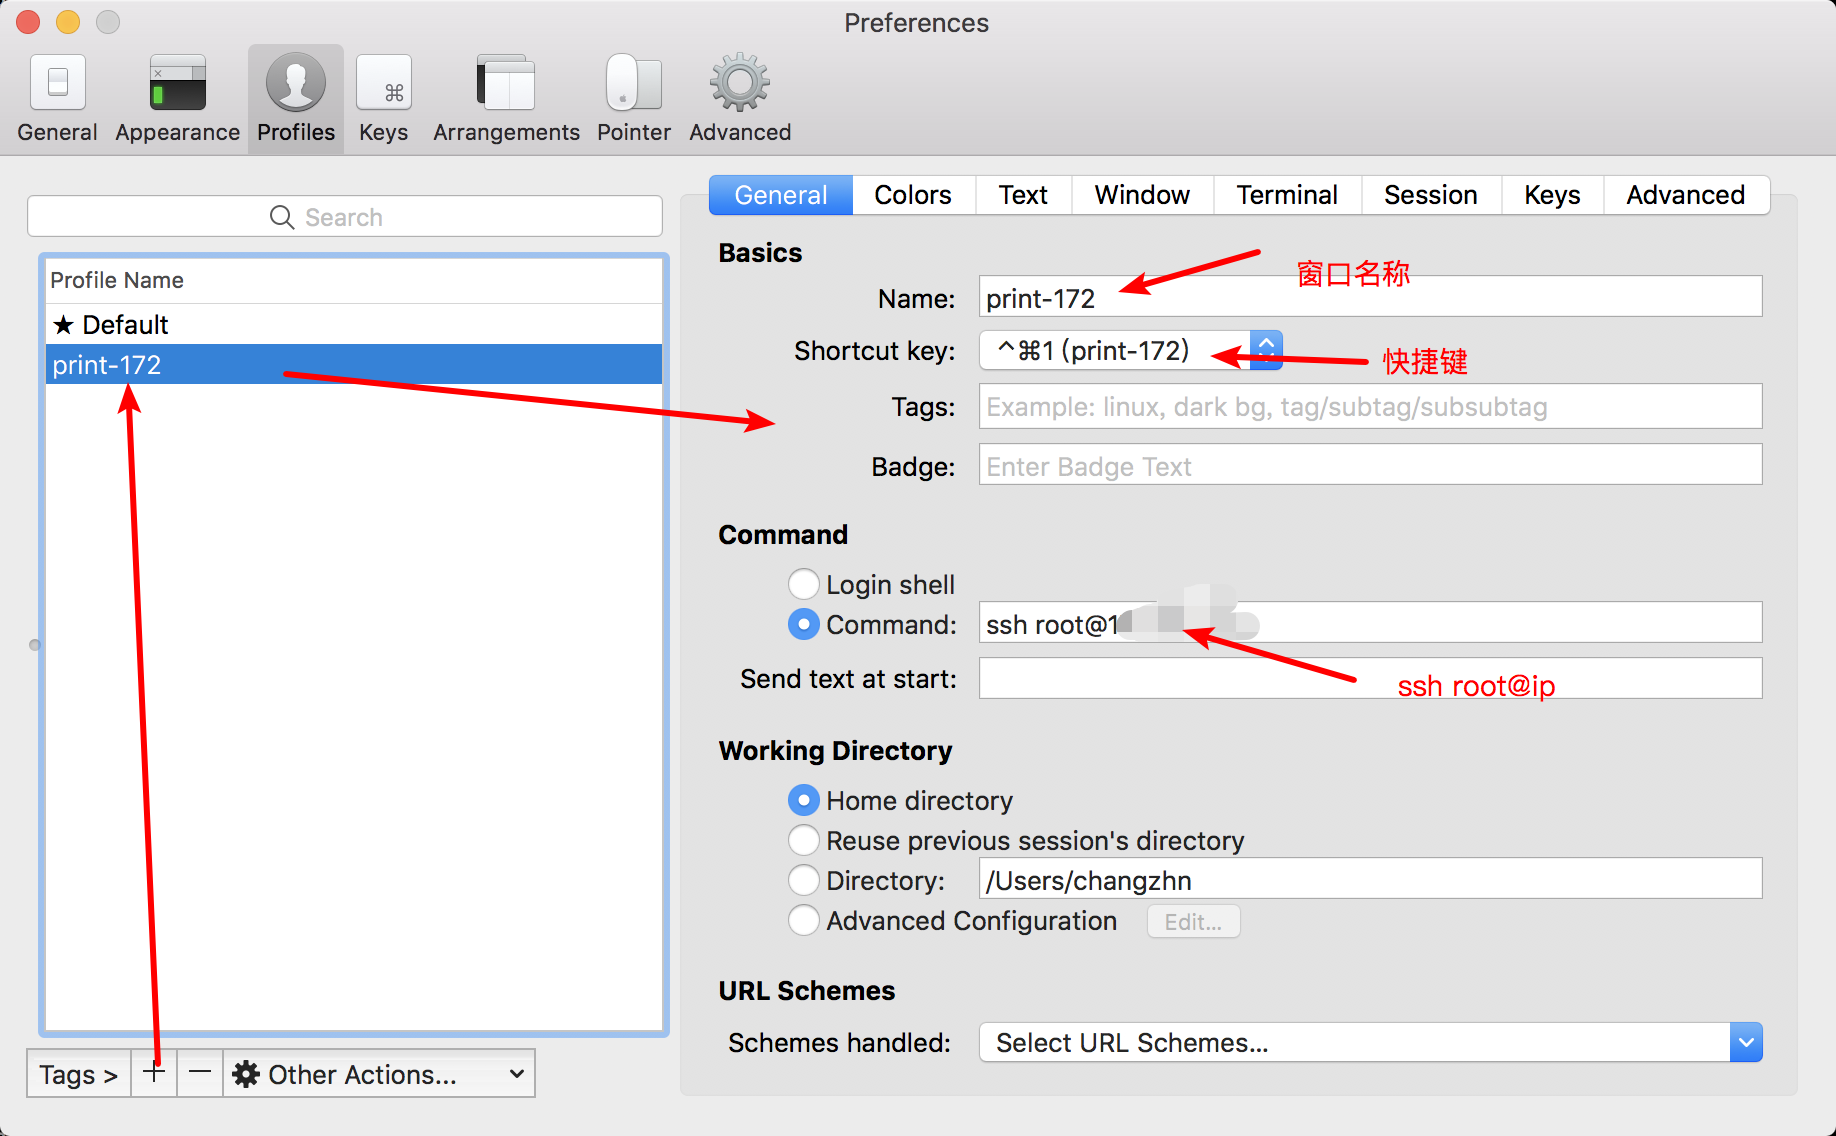 Preferences
General Appearance Profiles Keys Arrangements Pointer Advanced
Search
Profile Name
★ Default
print-172
General Colors Text Window Terminal Session Keys Advanced
Basics
窗口名称
Name: print-172
Shortcut key: ^⌘1 (print-172)
快捷键
Tags: Example: linux, dark bg, tag/subtag/subsubtag
Badge: Enter Badge Text
Command
Login shell
Command: ssh root@1
Send text at start:
ssh root@ip
Working Directory
Home directory
Reuse previous session's directory
Directory: /Users/changzhn
Advanced Configuration Edit...
URL Schemes
Schemes handled: Select URL Schemes...
Tags > + — Other Actions...